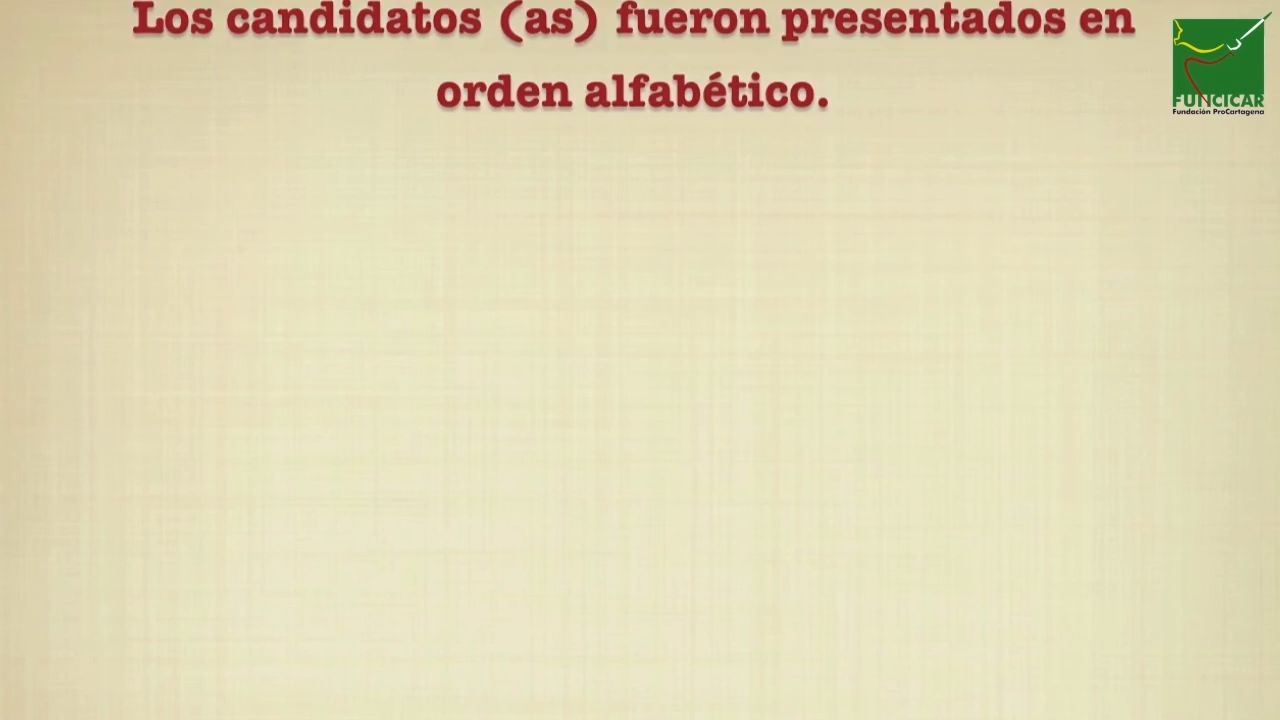 Los candidatos (as) fueron presentados en
orden alfabético.
FUNCICAR
Fundación ProCartagena